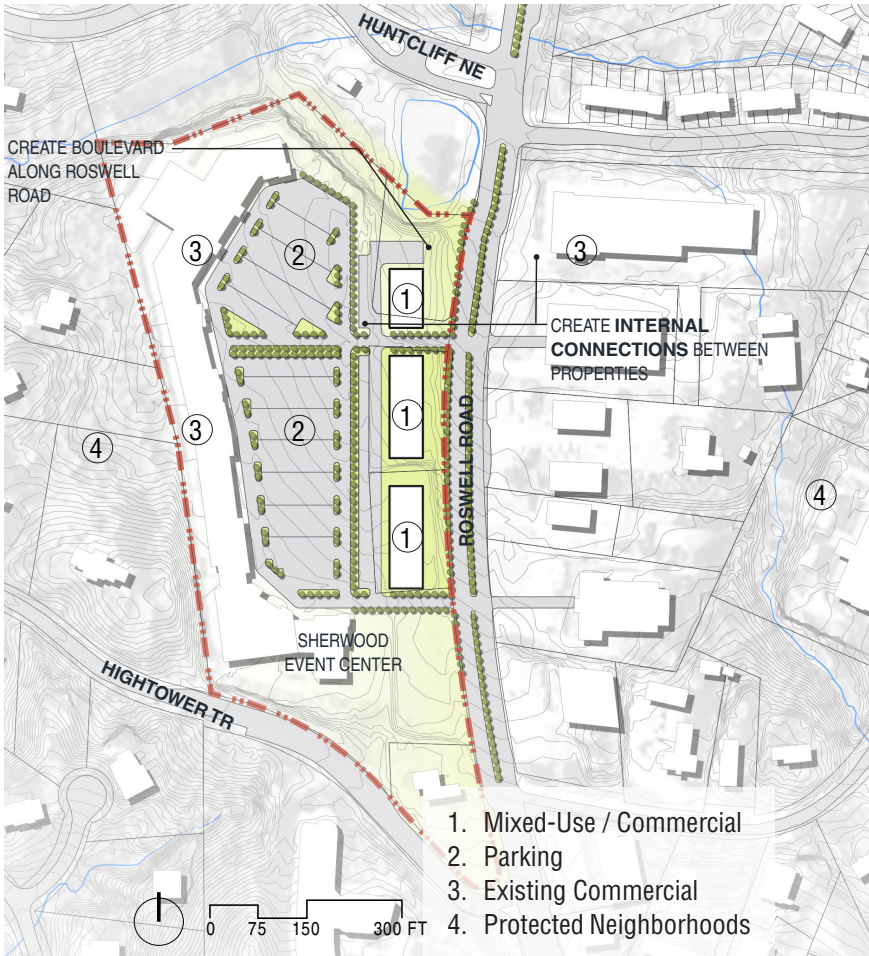 HUNTCLIFF NE
CREATE BOULEVARD
ALONG ROSWELL
ROAD
3
2
3
1
CREATE INTERNAL
CONNECTIONS BETWEEN
PROPERTIES
1
3
2
4
ROSWELL ROAD
4
1
SHERWOOD
EVENT CENTER
HIGHTOWER TR
1. Mixed-Use / Commercial
2. Parking
3. Existing Commercial
4. Protected Neighborhoods
0 75 150 300 FT